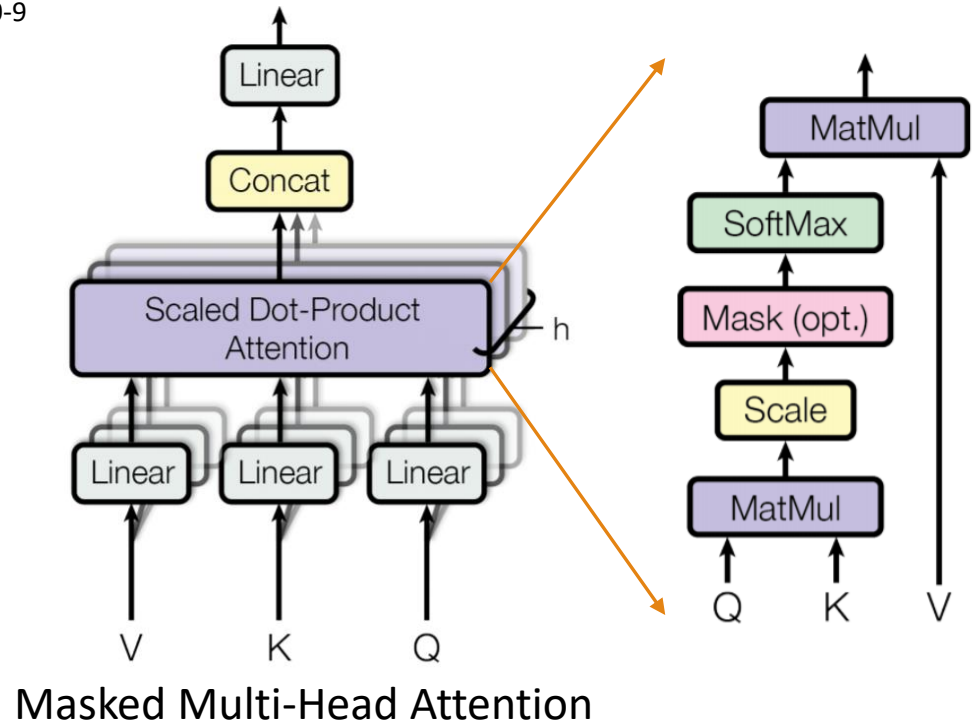 -9
Linear
Concat
Scaled Dot-Product
Attention
h
Linear
Linear
Linear
V
K
Q
MatMul
SoftMax
Mask (opt.)
Scale
MatMul
Q
K
V
Masked Multi-Head Attention